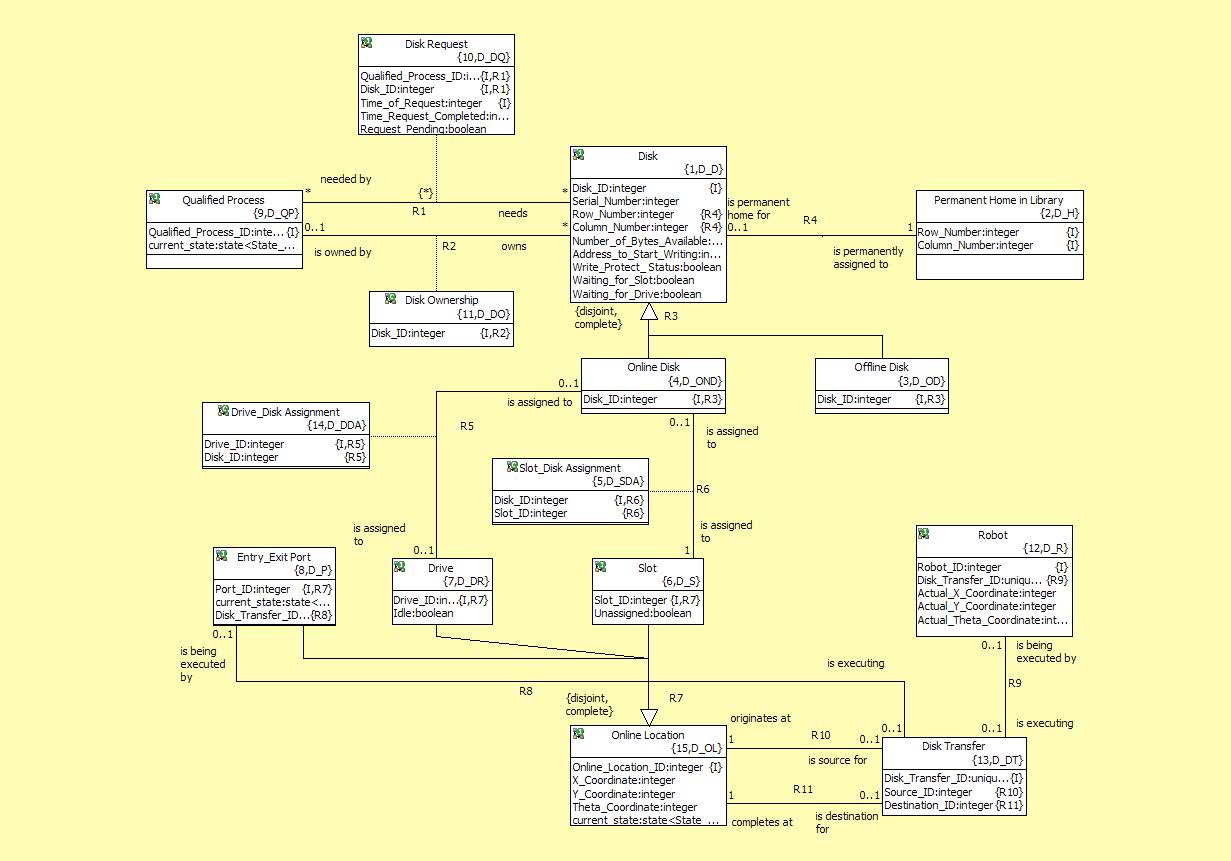 Disk Request
{10,D_DQ}
Qualified_Process_ID:i...{I,R1}
Disk_ID:integer {I,R1}
Time_of_Request:integer {I}
Time_Request_Completed:in...
Request_Pending:boolean
needed by
*
{*}
*
R1
needs
Qualified Process
{9,D_QP}
Qualified_Process_ID:inte... {I}
current_state:state<State_...
0..1
*
is owned by
R2
owns
Disk
{1,D_D}
Disk_ID:integer {I}
Serial_Number:integer
Row_Number:integer {R4}
Column_Number:integer {R4}
Number_of_Bytes_Available:...
Address_to_Start_Writing:in...
Write_Protect_ Status:boolean
Waiting_for_Slot:boolean
Waiting_for_Drive:boolean
is permanent
home for
0..1
R4
1
is permanently
assigned to
Permanent Home in Library
{2,D_H}
Row_Number:integer {I}
Column_Number:integer {I}
Disk Ownership
{11,D_DO}
Disk_ID:integer {I,R2}
{disjoint,
complete}
R3
Online Disk
{4,D_OND}
Disk_ID:integer {I,R3}
Offline Disk
{3,D_OD}
Disk_ID:integer {I,R3}
0..1
is assigned to
R5
Drive_Disk Assignment
{14,D_DDA}
Drive_ID:integer {I,R5}
Disk_ID:integer {R5}
0..1
is assigned
to
Slot_Disk Assignment
{5,D_SDA}
Disk_ID:integer {I,R6}
Slot_ID:integer {R6}
R6
is assigned
to
0..1
is assigned
to
1
Entry_Exit Port
{8,D_P}
Port_ID:integer {I,R7}
current_state:state<...
Disk_Transfer_ID...{R8}
Drive
{7,D_DR}
Drive_ID:in...{I,R7}
Idle:boolean
Slot
{6,D_S}
Slot_ID:integer {I,R7}
Unassigned:boolean
Robot
{12,D_R}
Robot_ID:integer {I}
Disk_Transfer_ID:uniqu... {R9}
Actual_X_Coordinate:integer
Actual_Y_Coordinate:integer
Actual_Theta_Coordinate:int...
0..1
is being
executed
by
R8
is executing
0..1
0..1
is being
executed by
R9
is executing
0..1
{disjoint,
complete}
R7
Online Location
{15,D_OL}
Online_Location_ID:integer {I}
X_Coordinate:integer
Y_Coordinate:integer
Theta_Coordinate:integer
current_state:state<State_...
originates at
1
R10
0..1
is source for
1
R11
0..1
completes at
is destination
for
Disk Transfer
{13,D_DT}
Disk_Transfer_ID:uniqu...{I}
Source_ID:integer {R10}
Destination_ID:integer {R11}